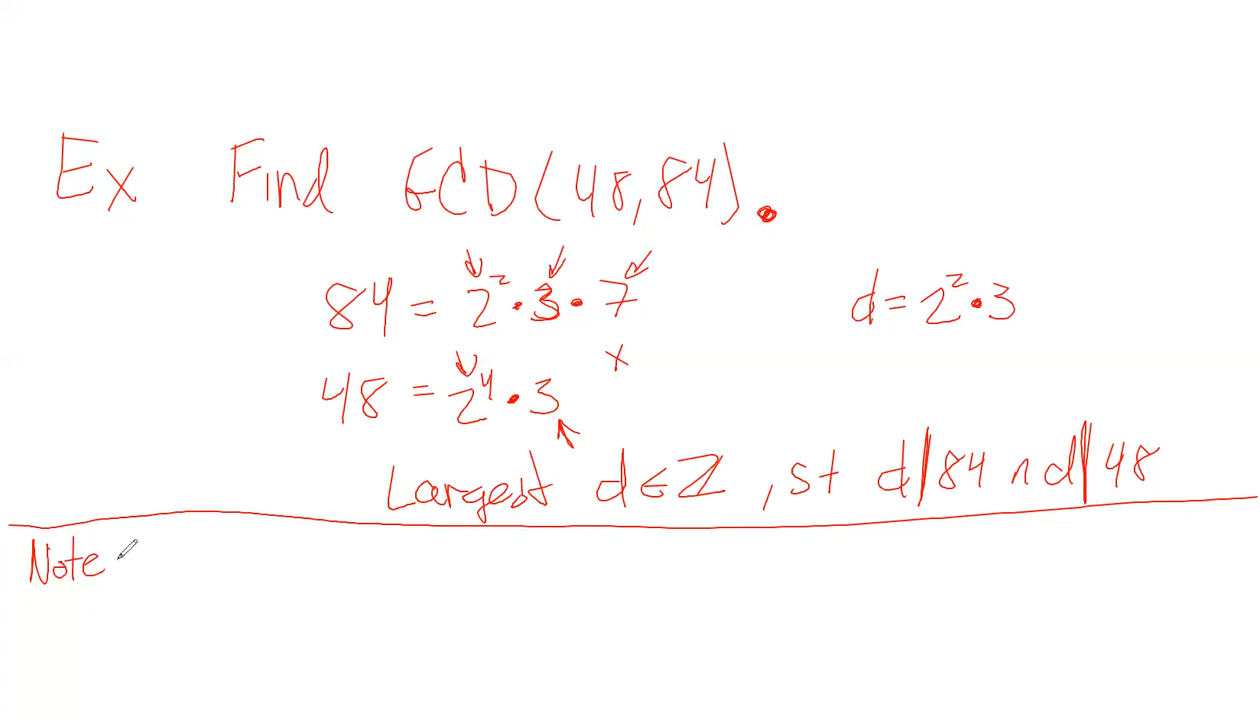 Ex Find GCD(48,84).
84 = 2² · 3 · 7 d = 2² · 3
x
48 = 2⁴ · 3
Largest d ∈ ℤ, st d|84 ∧ d|48
Note